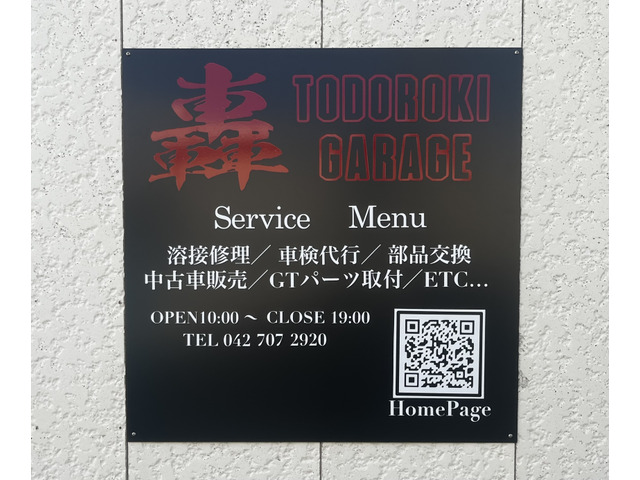 轟 TODOROKI
GARAGE
Service Menu
溶接修理／車検代行／部品交換
中古車販売／GTパーツ取付／ETC...
OPEN10:00～ CLOSE 19:00
TEL 042 707 2920
HomePage